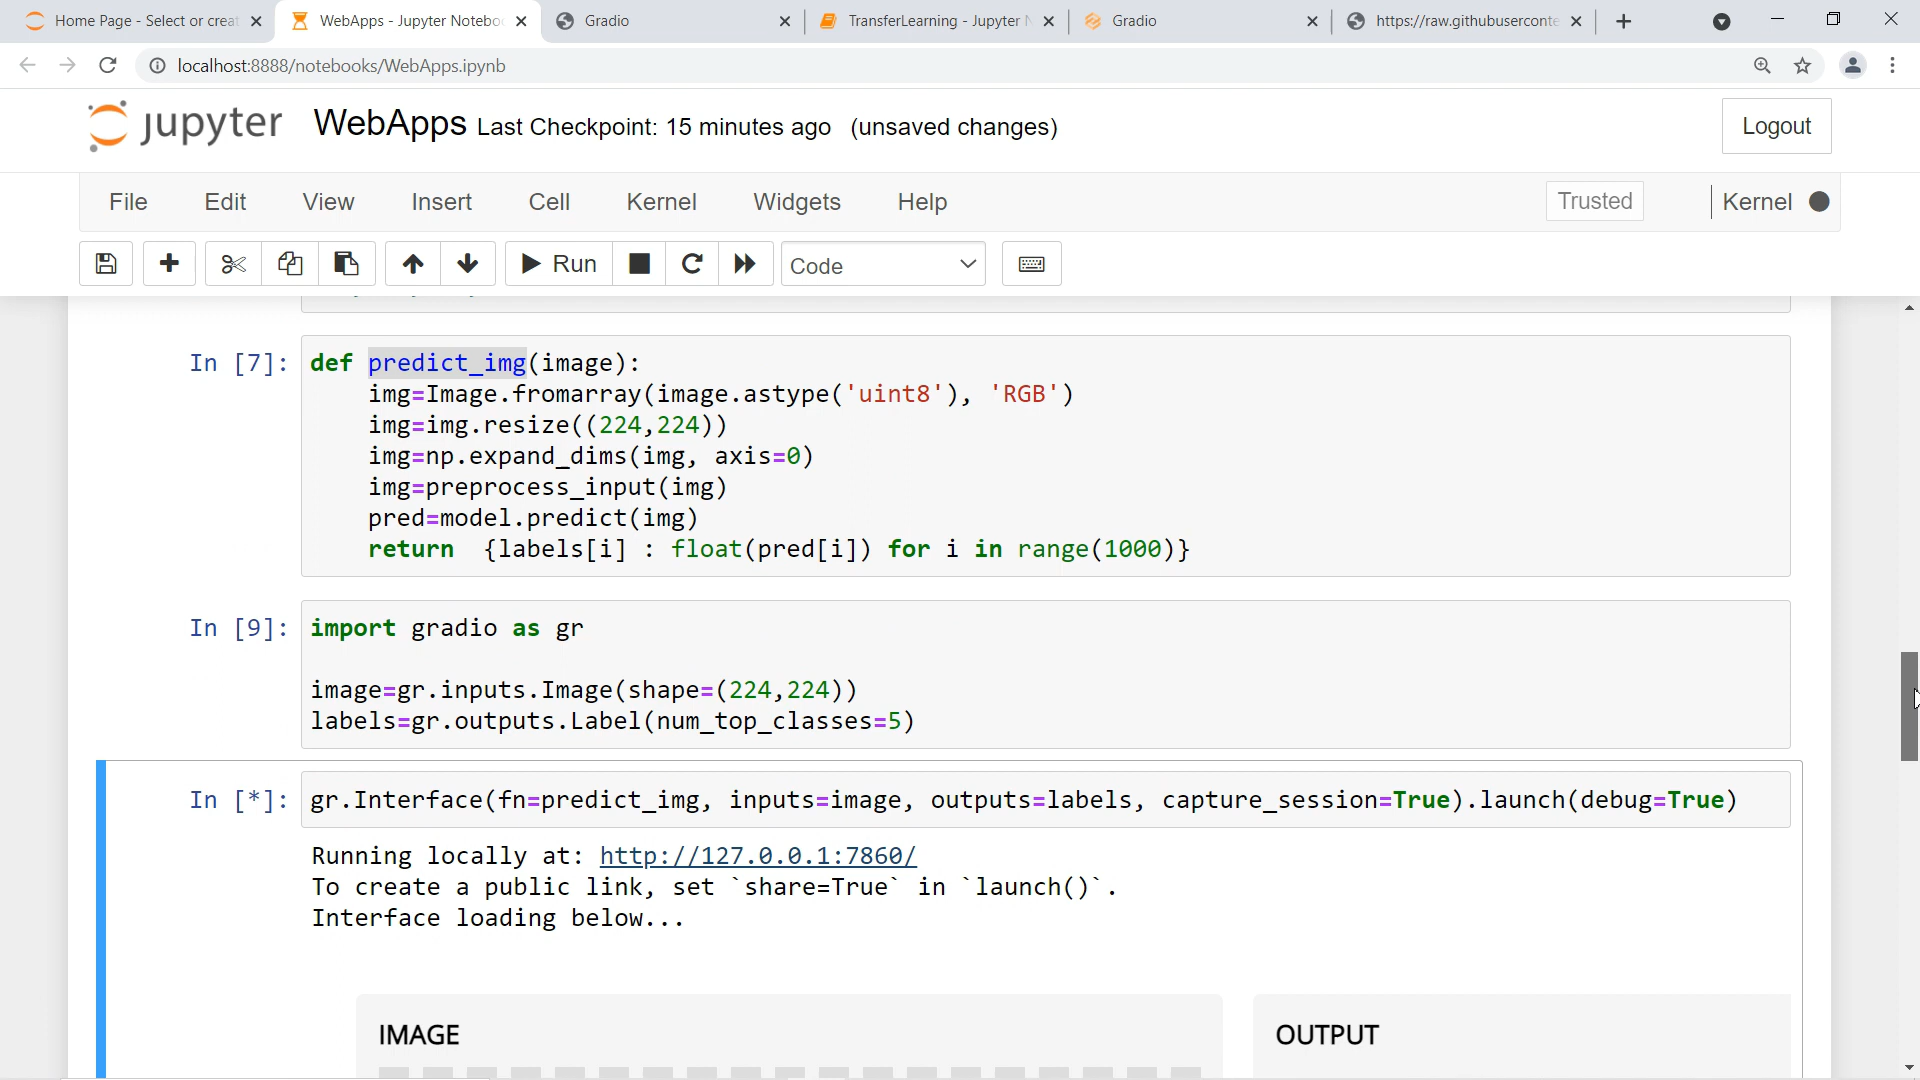 Home Page - Select or creat
WebApps - Jupyter Notebo
Gradio
TransferLearning - Jupyter N
Gradio
https://raw.githubuserconte
localhost:8888/notebooks/WebApps.ipynb
jupyter WebApps Last Checkpoint: 15 minutes ago (unsaved changes)
Logout
File Edit View Insert Cell Kernel Widgets Help
Trusted
Kernel
Run
Code
In [7]: def predict_img(image):
    img=Image.fromarray(image.astype('uint8'), 'RGB')
    img=img.resize((224,224))
    img=np.expand_dims(img, axis=0)
    img=preprocess_input(img)
    pred=model.predict(img)
    return  {labels[i] : float(pred[i]) for i in range(1000)}
In [9]: import gradio as gr
image=gr.inputs.Image(shape=(224,224))
labels=gr.outputs.Label(num_top_classes=5)
In [*]: gr.Interface(fn=predict_img, inputs=image, outputs=labels, capture_session=True).launch(debug=True)
Running locally at: http://127.0.0.1:7860/
To create a public link, set `share=True` in `launch()`.
Interface loading below...
IMAGE
OUTPUT